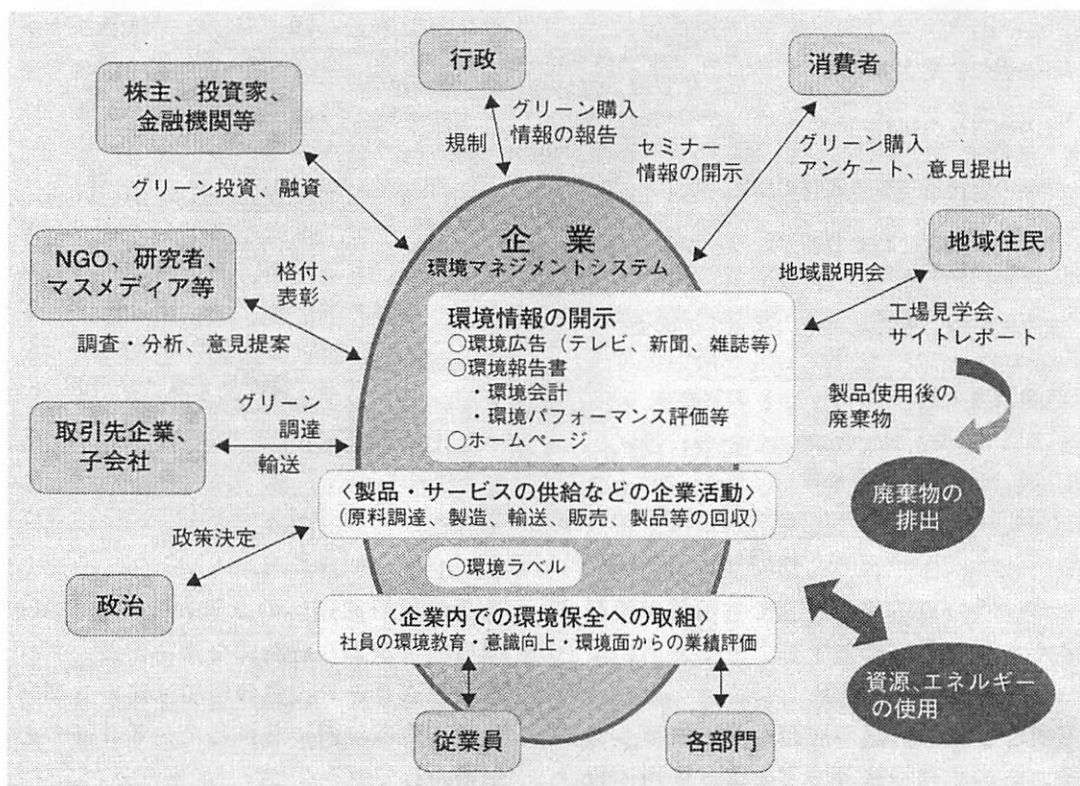 行政
消費者
株主、投資家、
金融機関等
グリーン購入
情報の報告
規制
セミナー
情報の開示
グリーン購入
アンケート、意見提出
グリーン投資、融資
企 業
環境マネジメントシステム
地域住民
NGO、研究者、
マスメディア等
格付、
表彰
地域説明会
工場見学会、
サイトレポート
調査・分析、意見提案
環境情報の開示
○環境広告（テレビ、新聞、雑誌等）
○環境報告書
・環境会計
・環境パフォーマンス評価等
○ホームページ
製品使用後の
廃棄物
グリーン
調達
輸送
取引先企業、
子会社
〈製品・サービスの供給などの企業活動〉
（原料調達、製造、輸送、販売、製品等の回収）
廃棄物の
排出
政策決定
○環境ラベル
政治
〈企業内での環境保全への取組〉
社員の環境教育・意識向上・環境面からの業績評価
資源、エネルギー
の使用
従業員
各部門